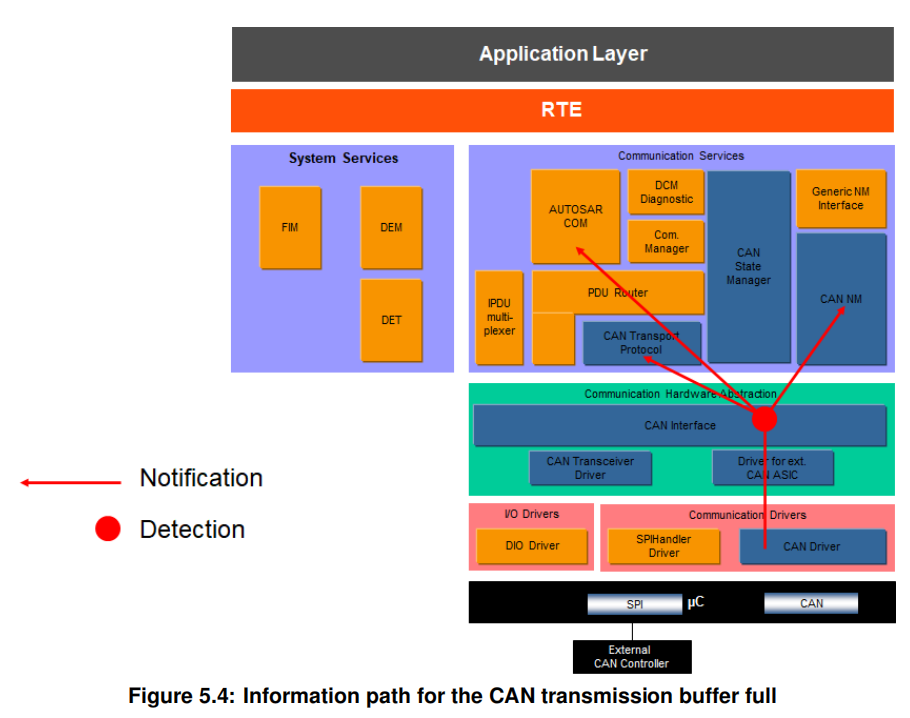 Application Layer
RTE
System Services
FIM
DEM
DET
Communication Services
AUTOSAR
COM
DCM
Diagnostic
Com.
Manager
CAN
State
Manager
Generic NM
Interface
CAN NM
IPDU
multi-
plexer
PDU Router
CAN Transport
Protocol
Communication Hardware Abstraction
CAN Interface
CAN Transceiver
Driver
Driver for ext.
CAN ASIC
Notification
Detection
I/O Drivers
DIO Driver
Communication Drivers
SPIHandler
Driver
CAN Driver
SPI
µC
CAN
External
CAN Controller
Figure 5.4: Information path for the CAN transmission buffer full